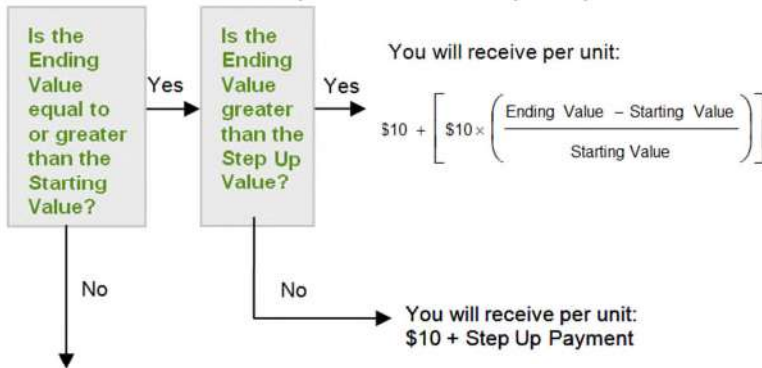 Is the
Ending
Value
equal to
or greater
than the
Starting
Value?
Yes
Is the
Ending
Value
greater
than the
Step Up
Value?
Yes
You will receive per unit:
$10 + [ $10 × ( Ending Value – Starting Value
Starting Value ) ]
No
No
You will receive per unit:
$10 + Step Up Payment